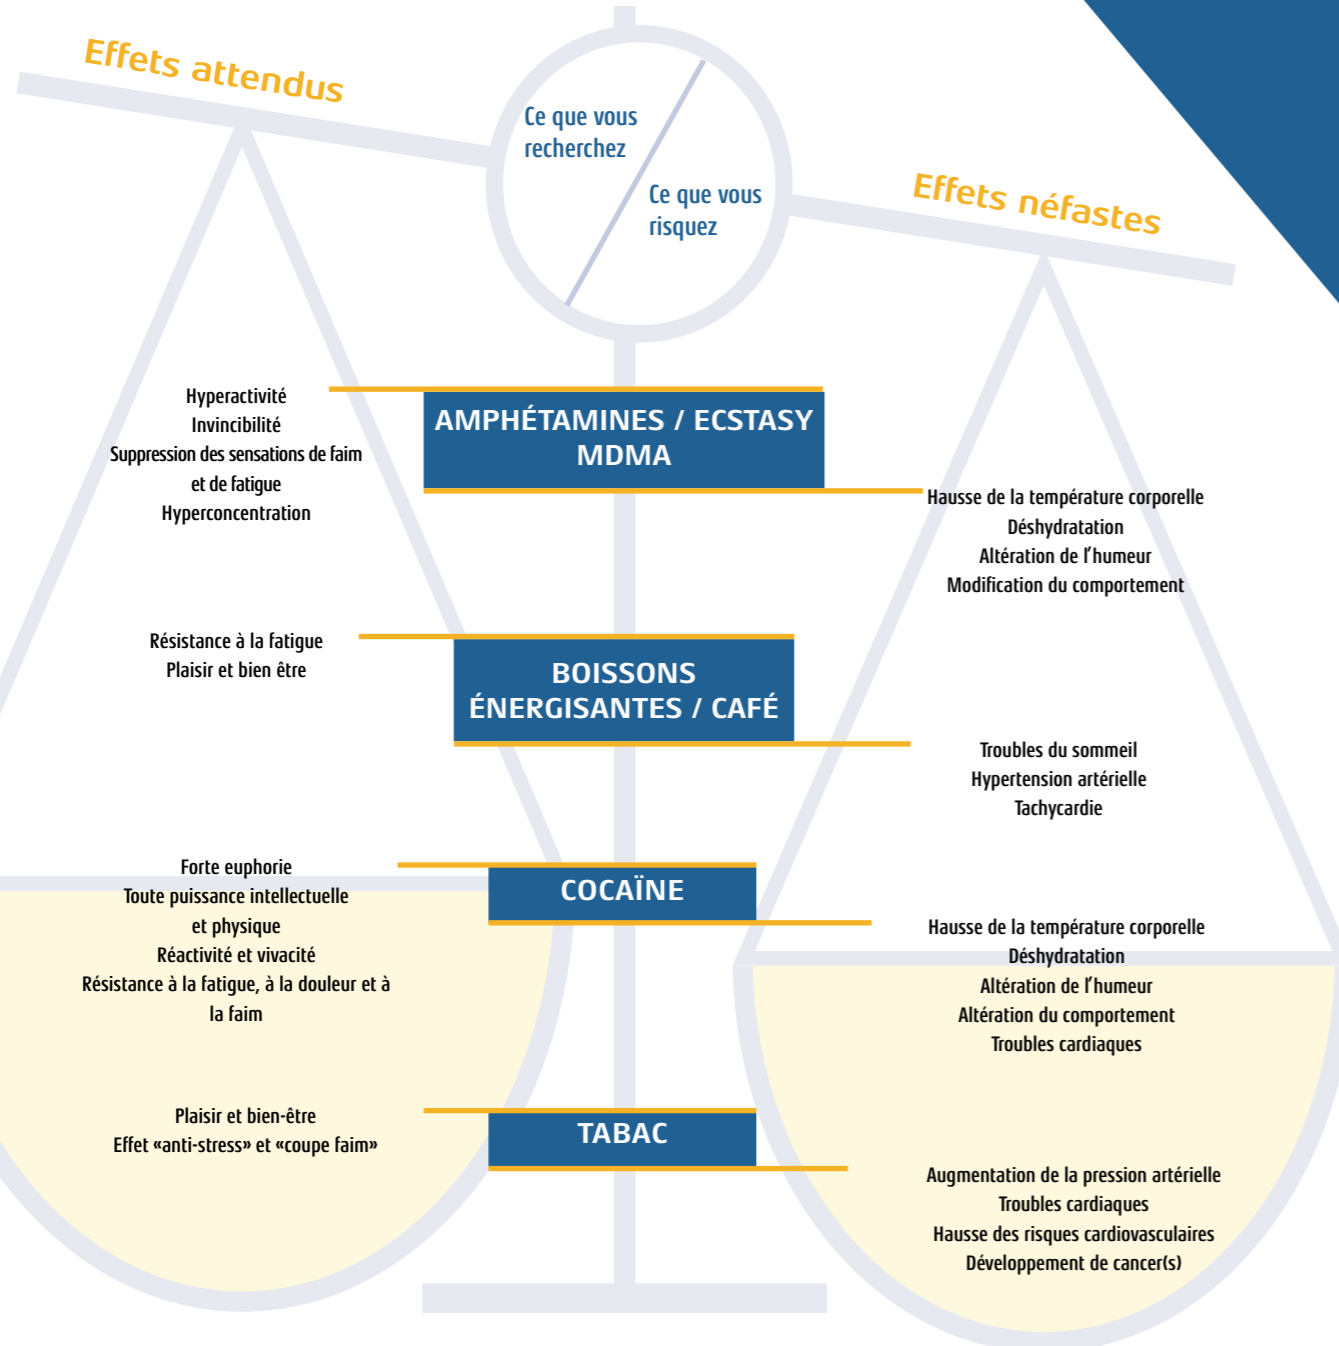 Effets attendus
Ce que vous
recherchez
Ce que vous
risquez
Effets néfastes
Hyperactivité
Invincibilité
Suppression des sensations de faim
et de fatigue
Hyperconcentration
AMPHÉTAMINES / ECSTASY
MDMA
Hausse de la température corporelle
Déshydratation
Altération de l'humeur
Modification du comportement
Résistance à la fatigue
Plaisir et bien être
BOISSONS
ÉNERGISANTES / CAFÉ
Troubles du sommeil
Hypertension artérielle
Tachycardie
Forte euphorie
Toute puissance intellectuelle
et physique
Réactivité et vivacité
Résistance à la fatigue, à la douleur et à
la faim
COCAÏNE
Hausse de la température corporelle
Déshydratation
Altération de l'humeur
Altération du comportement
Troubles cardiaques
Plaisir et bien-être
Effet «anti-stress» et «coupe faim»
TABAC
Augmentation de la pression artérielle
Troubles cardiaques
Hausse des risques cardiovasculaires
Développement de cancer(s)